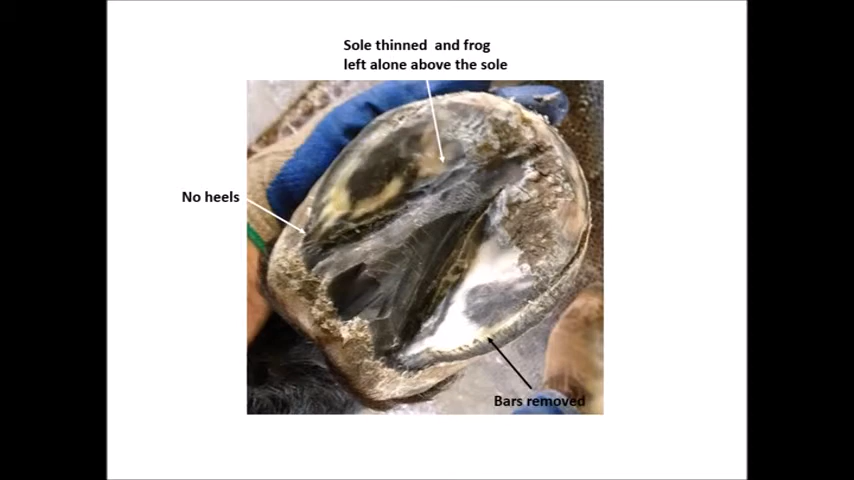 Sole thinned and frog
left alone above the sole
No heels
Bars removed